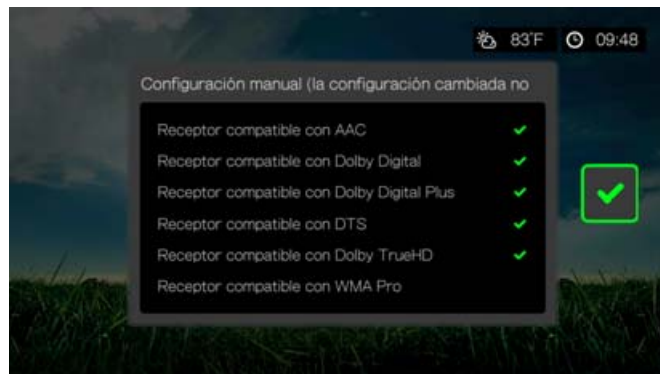 83°F 09:48
Configuración manual (la configuración cambiada no
Receptor compatible con AAC
Receptor compatible con Dolby Digital
Receptor compatible con Dolby Digital Plus
Receptor compatible con DTS
Receptor compatible con Dolby TrueHD
Receptor compatible con WMA Pro